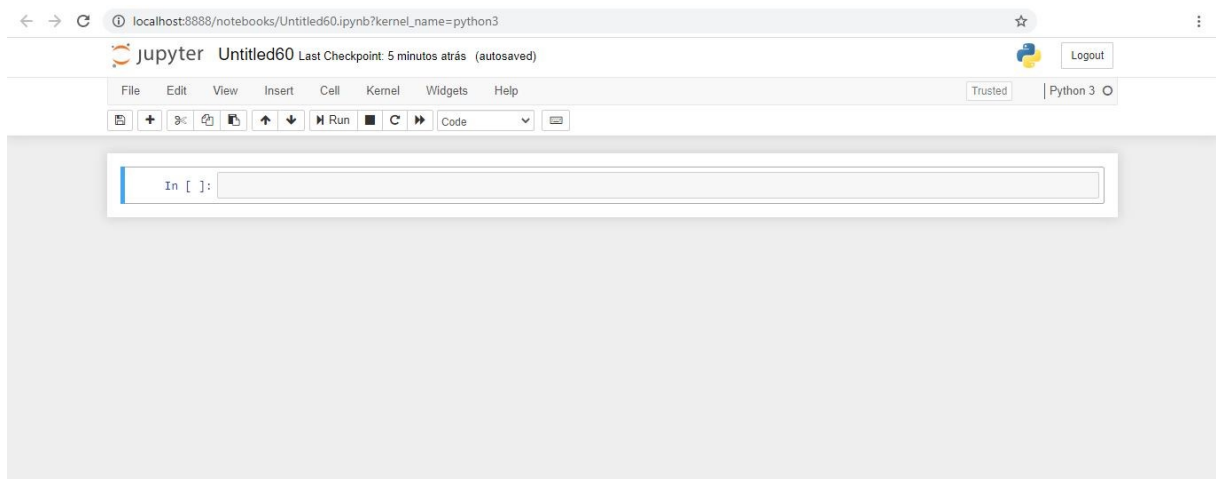 localhost:8888/notebooks/Untitled60.ipynb?kernel_name=python3
jupyter Untitled60 Last Checkpoint: 5 minutos atrás (autosaved) Logout
File Edit View Insert Cell Kernel Widgets Help Trusted Python 3
Run Code
In [ ]: